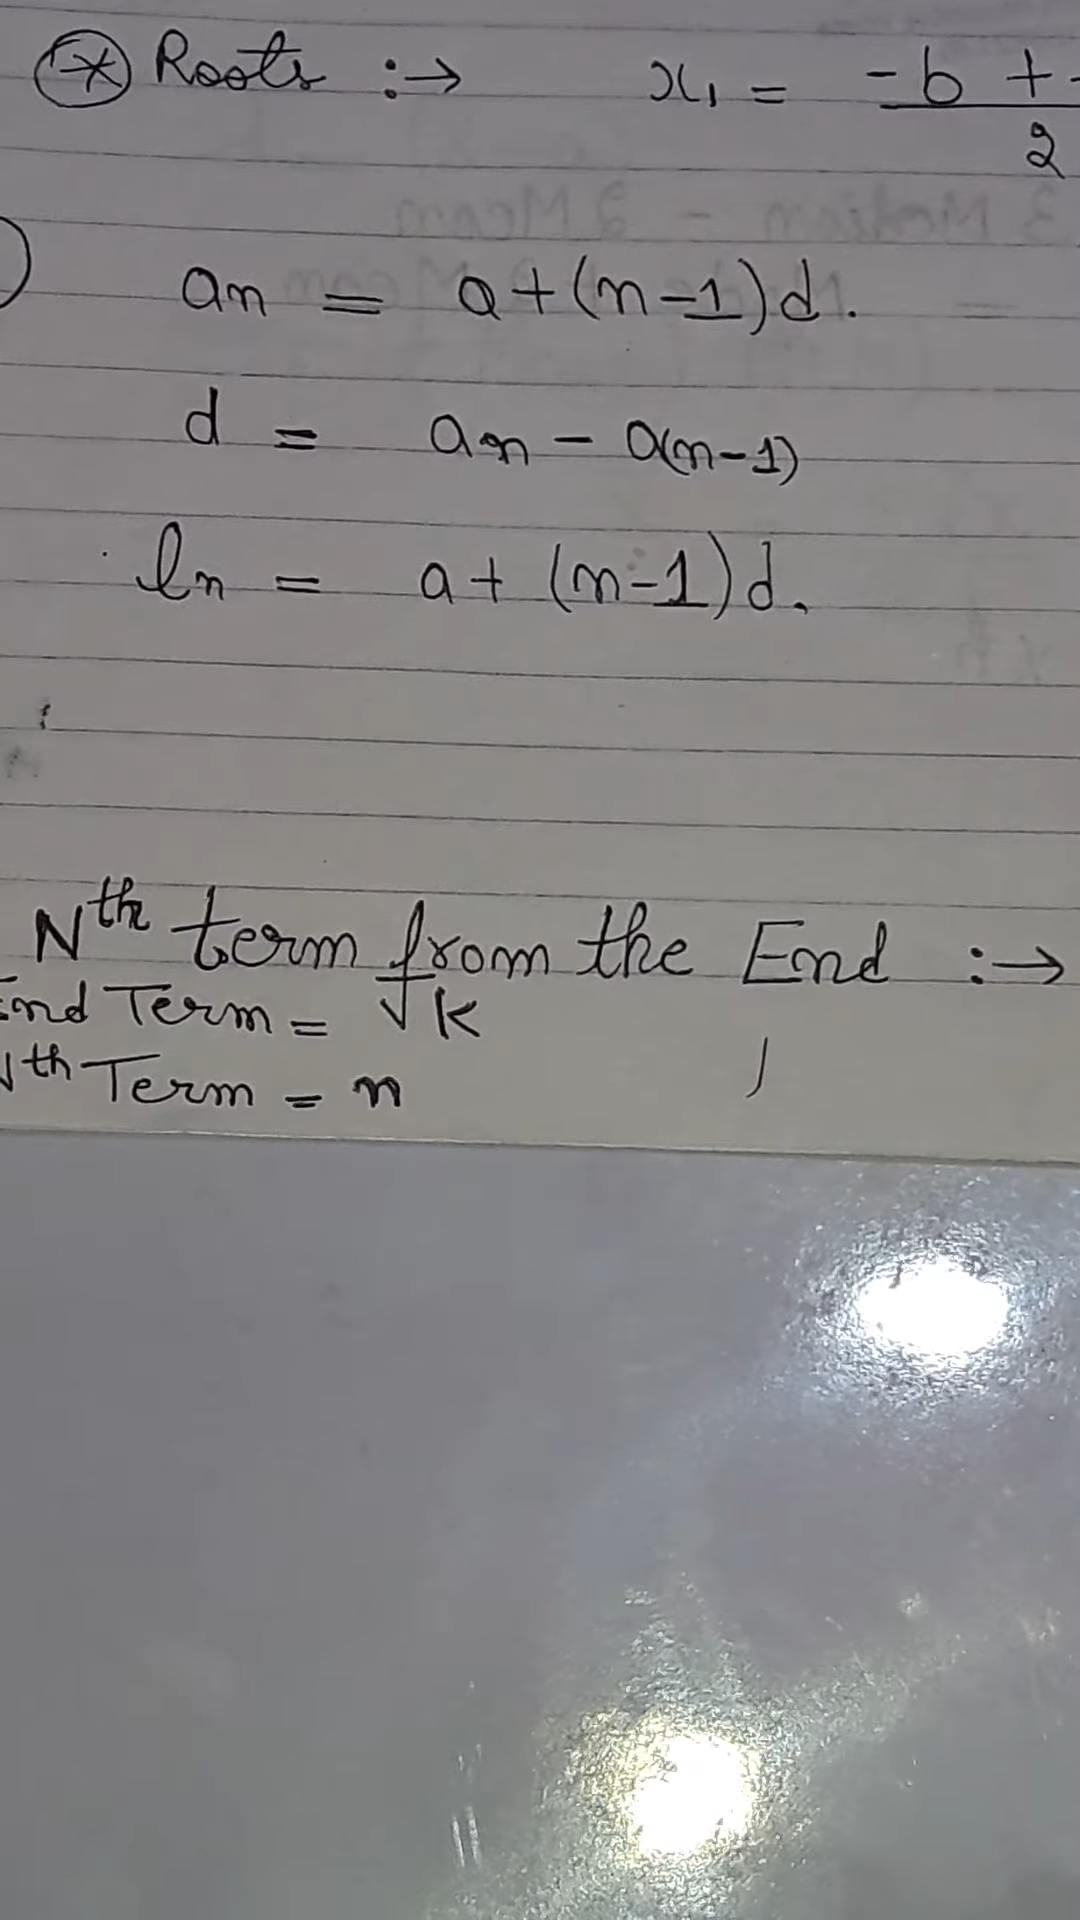 * Roots :→ x₁ = -b +
2
an = a+(n-1)d.
d = an - a(n-1)
ln = a+ (n-1)d.
Nth term from the End :→
End Term = √k
Nth Term = n